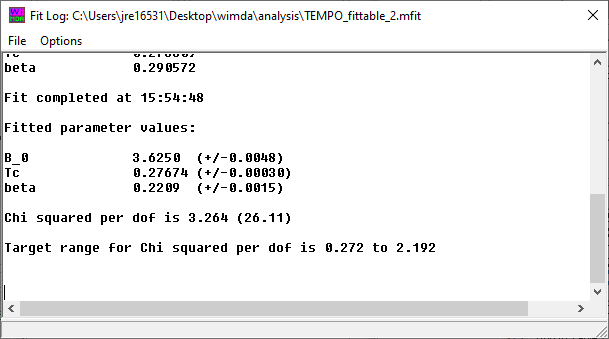 Fit Log: C:\Users\jre16531\Desktop\wimda\analysis\TEMPO_fittable_2.mfit
File Options
beta 0.290572
Fit completed at 15:54:48
Fitted parameter values:
B_0 3.6250 (+/-0.0048)
Tc 0.27674 (+/-0.00030)
beta 0.2209 (+/-0.0015)
Chi squared per dof is 3.264 (26.11)
Target range for Chi squared per dof is 0.272 to 2.192